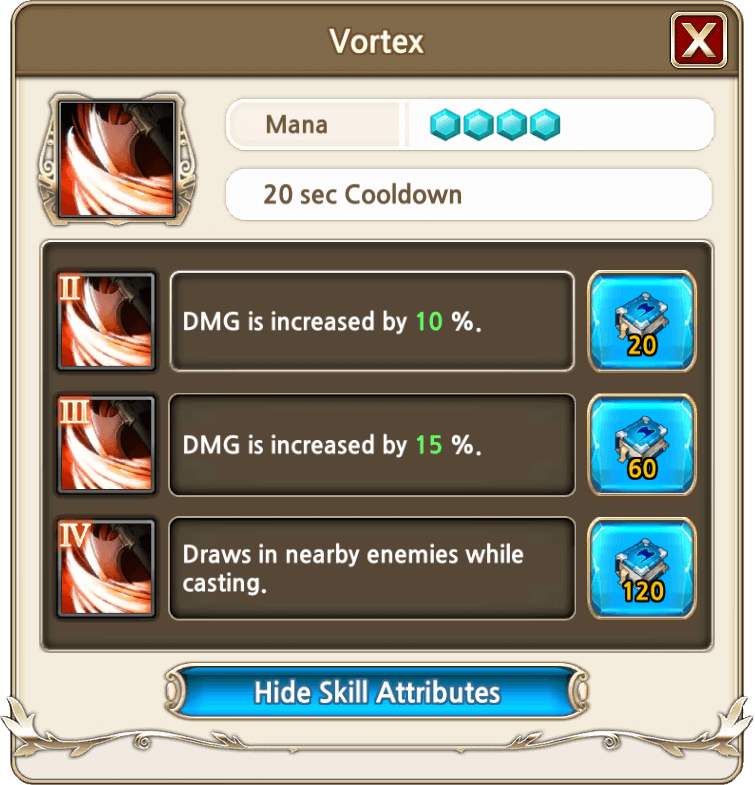 Vortex
X
Mana
20 sec Cooldown
II
DMG is increased by 10 %.
20
III
DMG is increased by 15 %.
60
IV
Draws in nearby enemies while
casting.
120
Hide Skill Attributes